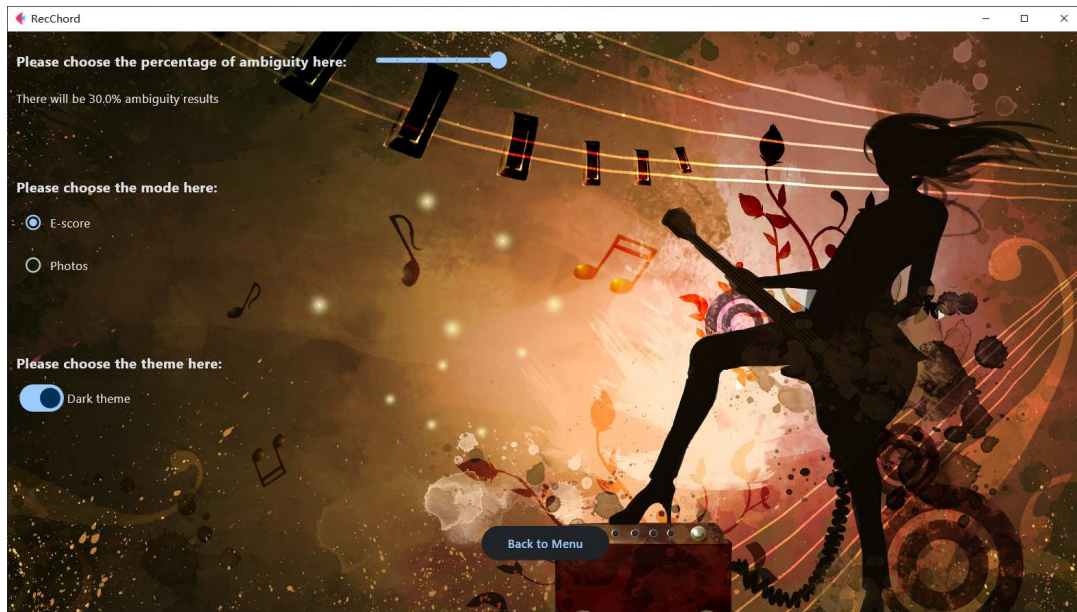 RecChord
Please choose the percentage of ambiguity here:
There will be 30.0% ambiguity results
Please choose the mode here:
E-score
Photos
Please choose the theme here:
Dark theme
Back to Menu